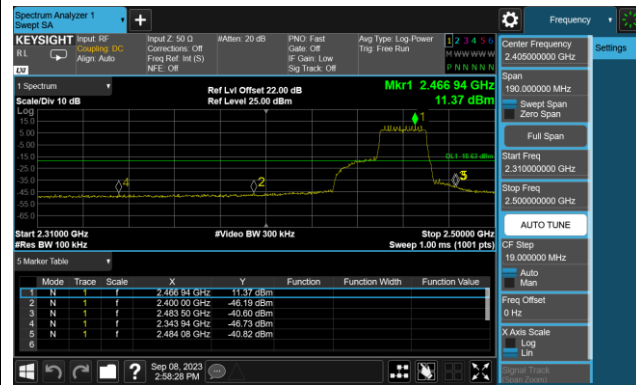 Spectrum Analyzer 1
Swept SA
Frequency
KEYSIGHT
RL
LXI
Input: RF
Coupling: DC
Align: Auto
Input Z: 50 Ω
Corrections: Off
Freq Ref: Int (S)
NFE: Off
#Atten: 20 dB
PNO: Fast
Gate: Off
IF Gain: Low
Sig Track: Off
Avg Type: Log-Power
Trig: Free Run
1 2 3 4 5 6
M W W W W W
P N N N N N
Center Frequency
2.405000000 GHz
Settings
Span
190.000000 MHz
Swept Span
Zero Span
Full Span
Start Freq
2.310000000 GHz
Stop Freq
2.500000000 GHz
AUTO TUNE
CF Step
19.000000 MHz
Auto
Man
Freq Offset
0 Hz
X Axis Scale
Log
Lin
Signal Track
(Span Zoom)
1 Spectrum
Scale/Div 10 dB
Ref Lvl Offset 22.00 dB
Ref Level 25.00 dBm
Mkr1 2.466 94 GHz
11.37 dBm
Log
15.0
5.00
-5.00
-15.0
-25.0
-35.0
-45.0
-55.0
-65.0
1
DL1 -18.63 dBm
4
2
5
Start 2.31000 GHz
#Res BW 100 kHz
#Video BW 300 kHz
Stop 2.50000 GHz
Sweep 1.00 ms (1001 pts)
5 Marker Table
Mode Trace Scale X Y Function Function Width Function Value
1 N 1 f 2.466 94 GHz 11.37 dBm
2 N 1 f 2.400 00 GHz -46.19 dBm
3 N 1 f 2.483 50 GHz -40.60 dBm
4 N 1 f 2.343 94 GHz -46.73 dBm
5 N 1 f 2.484 08 GHz -40.82 dBm
6
?
Sep 08, 2023
2:58:28 PM